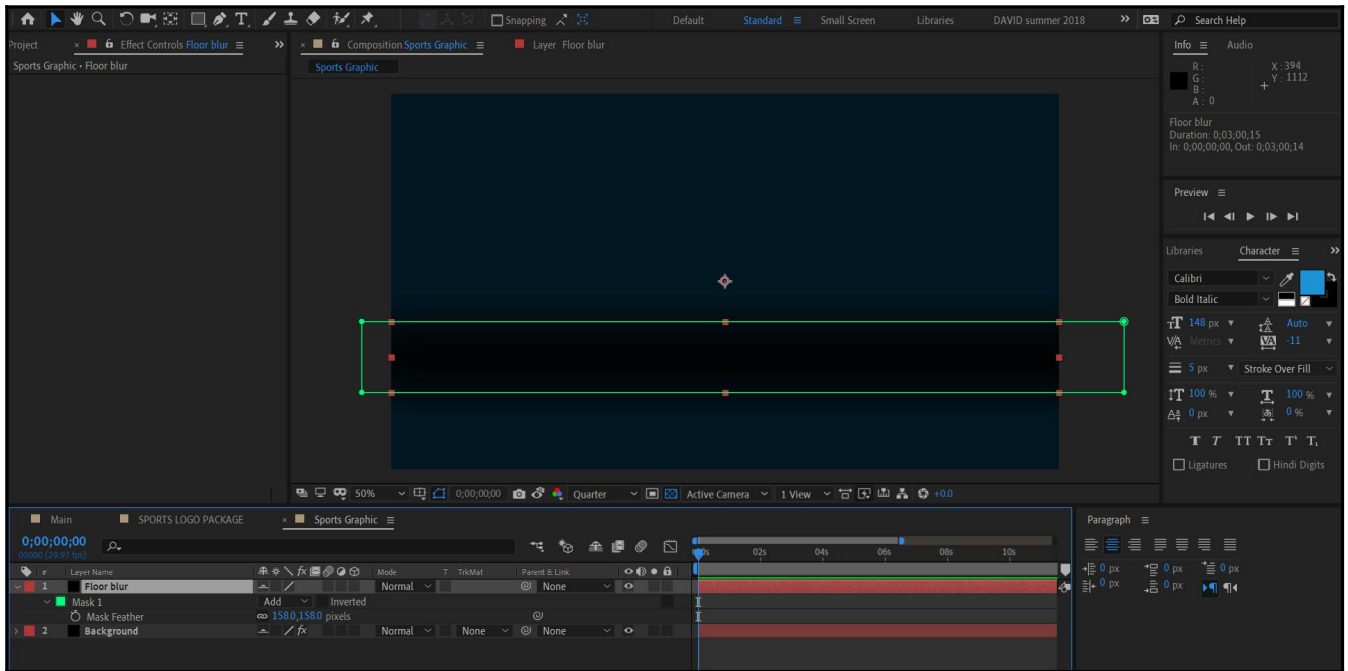 Snapping
Default
Standard
Small Screen
Libraries
DAVID summer 2018
Search Help
Project
Effect Controls Floor blur
Composition Sports Graphic
Layer Floor blur
Info
Audio
Sports Graphic • Floor blur
Sports Graphic
R :
G :
B :
A : 0
X : 394
Y : 1112
Floor blur
Duration: 0;03;00;15
In: 0;00;00;00, Out: 0;03;00;14
Preview
Libraries
Character
Calibri
Bold Italic
148 px
Auto
Metrics
-11
5 px
Stroke Over Fill
100 %
100 %
0 px
0 %
T T TT TT T¹ T₁
Ligatures
Hindi Digits
50%
0;00;00;00
Quarter
Active Camera
1 View
+0.0
Main
SPORTS LOGO PACKAGE
Sports Graphic
Paragraph
0;00;00;00
00000 (29.97 fps)
02s
04s
06s
08s
10s
#
Layer Name
Mode
T TrkMat
Parent & Link
1
Floor blur
Normal
None
Mask 1
Add
Inverted
Mask Feather
158.0,158.0 pixels
2
Background
Normal
None
None
0 px
0 px
0 px
0 px
0 px